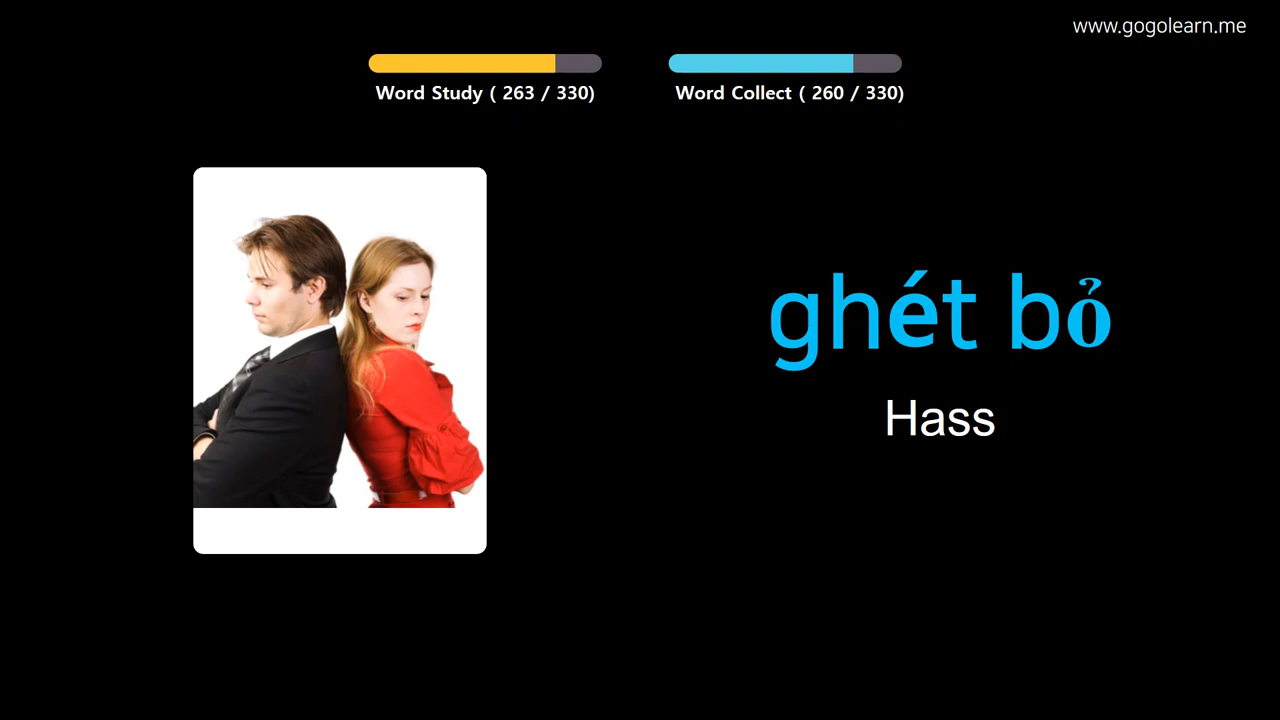 www.gogolearn.me
Word Study ( 263 / 330)
Word Collect ( 260 / 330)
ghét bỏ
Hass